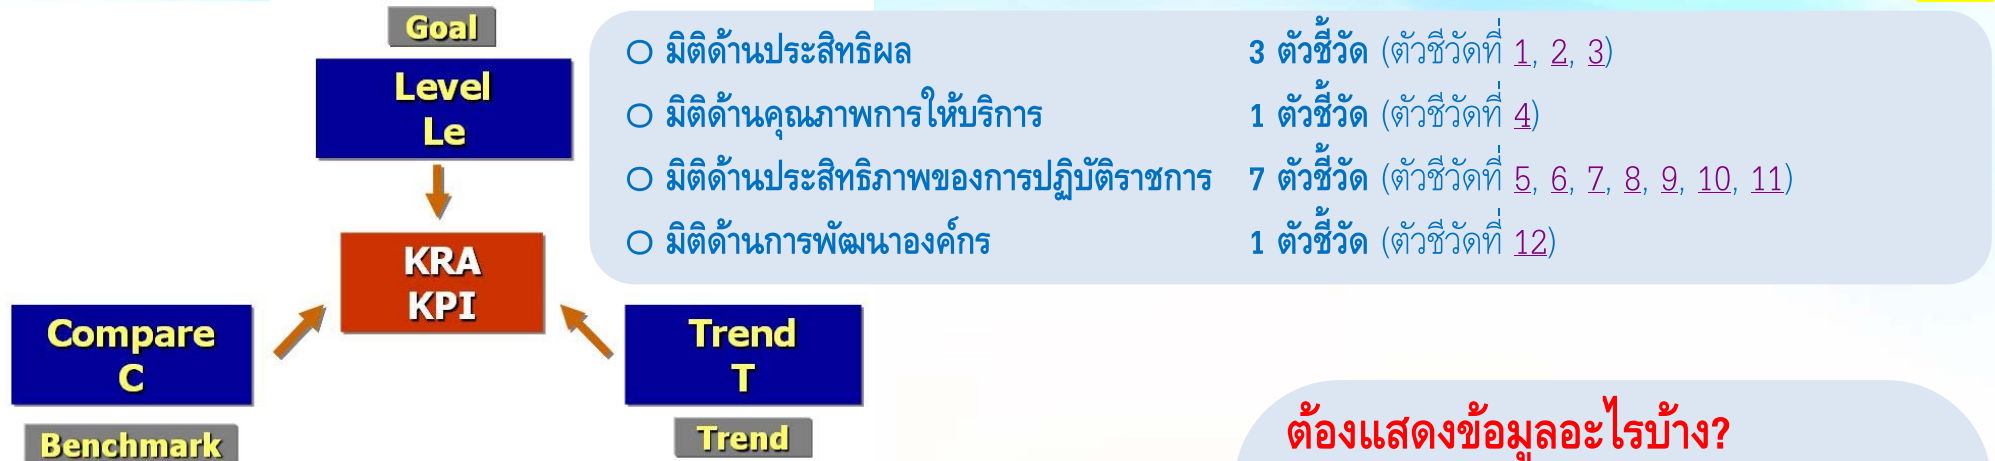 Goal
Level
Le
KRA
KPI
Compare
C
Benchmark
Trend
T
Trend
○ มิติด้านประสิทธิผล 3 ตัวชี้วัด (ตัวชี้วัดที่ 1, 2, 3)
○ มิติด้านคุณภาพการให้บริการ 1 ตัวชี้วัด (ตัวชี้วัดที่ 4)
○ มิติด้านประสิทธิภาพของการปฏิบัติราชการ 7 ตัวชี้วัด (ตัวชี้วัดที่ 5, 6, 7, 8, 9, 10, 11)
○ มิติด้านการพัฒนาองค์กร 1 ตัวชี้วัด (ตัวชี้วัดที่ 12)
ต้องแสดงข้อมูลอะไรบ้าง?